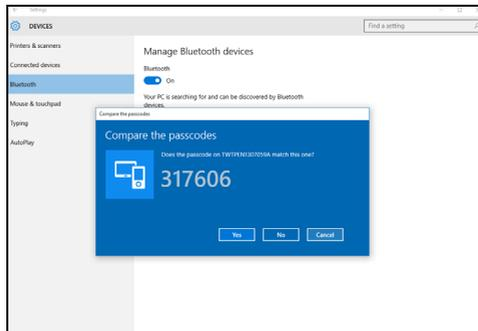 Settings
DEVICES
Find a setting
Printers & scanners
Connected devices
Bluetooth
Mouse & touchpad
Typing
AutoPlay
Manage Bluetooth devices
Bluetooth
On
Your PC is searching for and can be discovered by Bluetooth
devices.
Compare the passcodes
Compare the passcodes
Does the passcode on TWTPEN1307059A match this one?
317606
Yes No Cancel